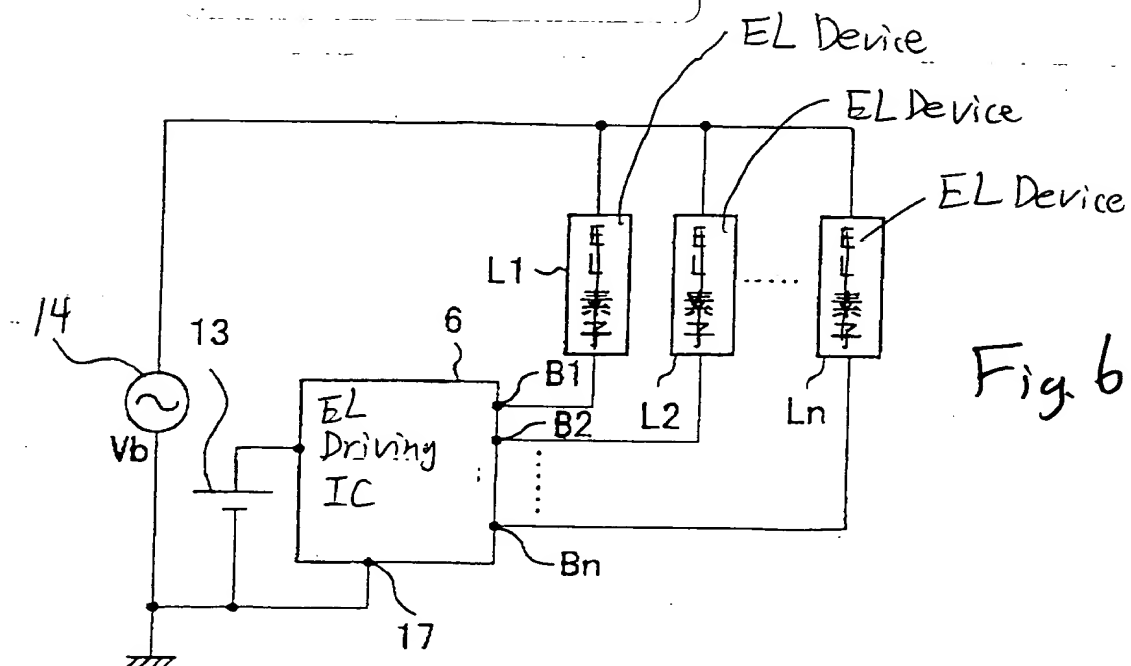 EL Device
EL Device
EL Device
EL素子
EL素子
EL素子
L1
L2
Ln
14
13
6
Vb
EL
Driving
IC
B1
B2
Bn
17
Fig. 6